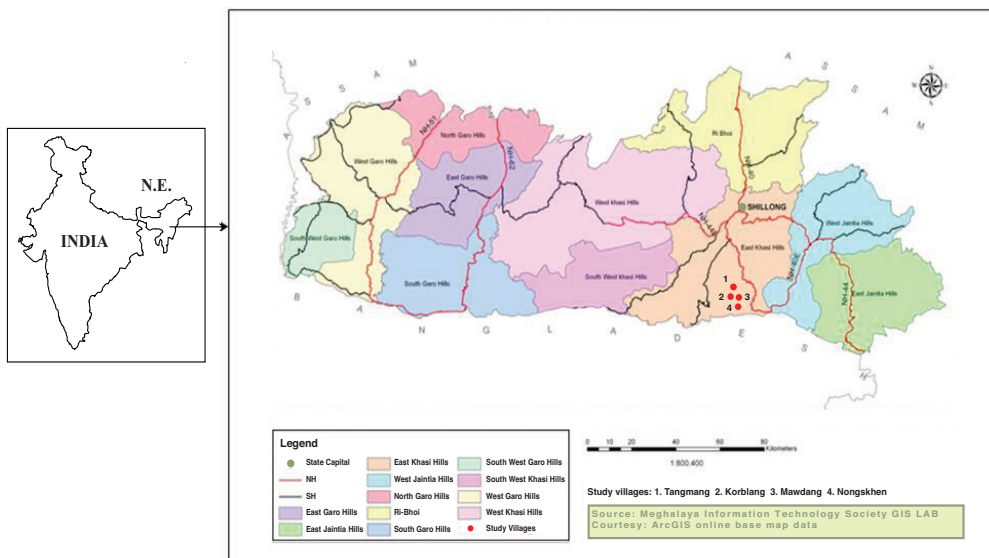 N.E.
INDIA
ASSAM
ASSAM
BANGLADESH
NH-51
North Garo Hills
West Garo Hills
East Garo Hills
NH-62
South West Garo Hills
South Garo Hills
West khasi Hills
South West khasi Hills
Ri Bhoi
NH-40
SHILLONG
East Khasi Hills
West Jaintia Hills
NH-44
East Jaintia Hills
1
2 3
4
Legend
State Capital
NH
SH
East Garo Hills
East Jaintia Hills
East Khasi Hills
West Jaintia Hills
North Garo Hills
Ri-Bhoi
South Garo Hills
South West Garo Hills
South West Khasi Hills
West Garo Hills
West Khasi Hills
Study Villages
0 5 10 20 40 60 80
Kilometers
1:800,400
Study villages: 1. Tangmang 2. Korblang 3. Mawdang 4. Nongskhen
Source: Meghalaya Information Technology Society GIS LAB
Courtesy: ArcGIS online base map data